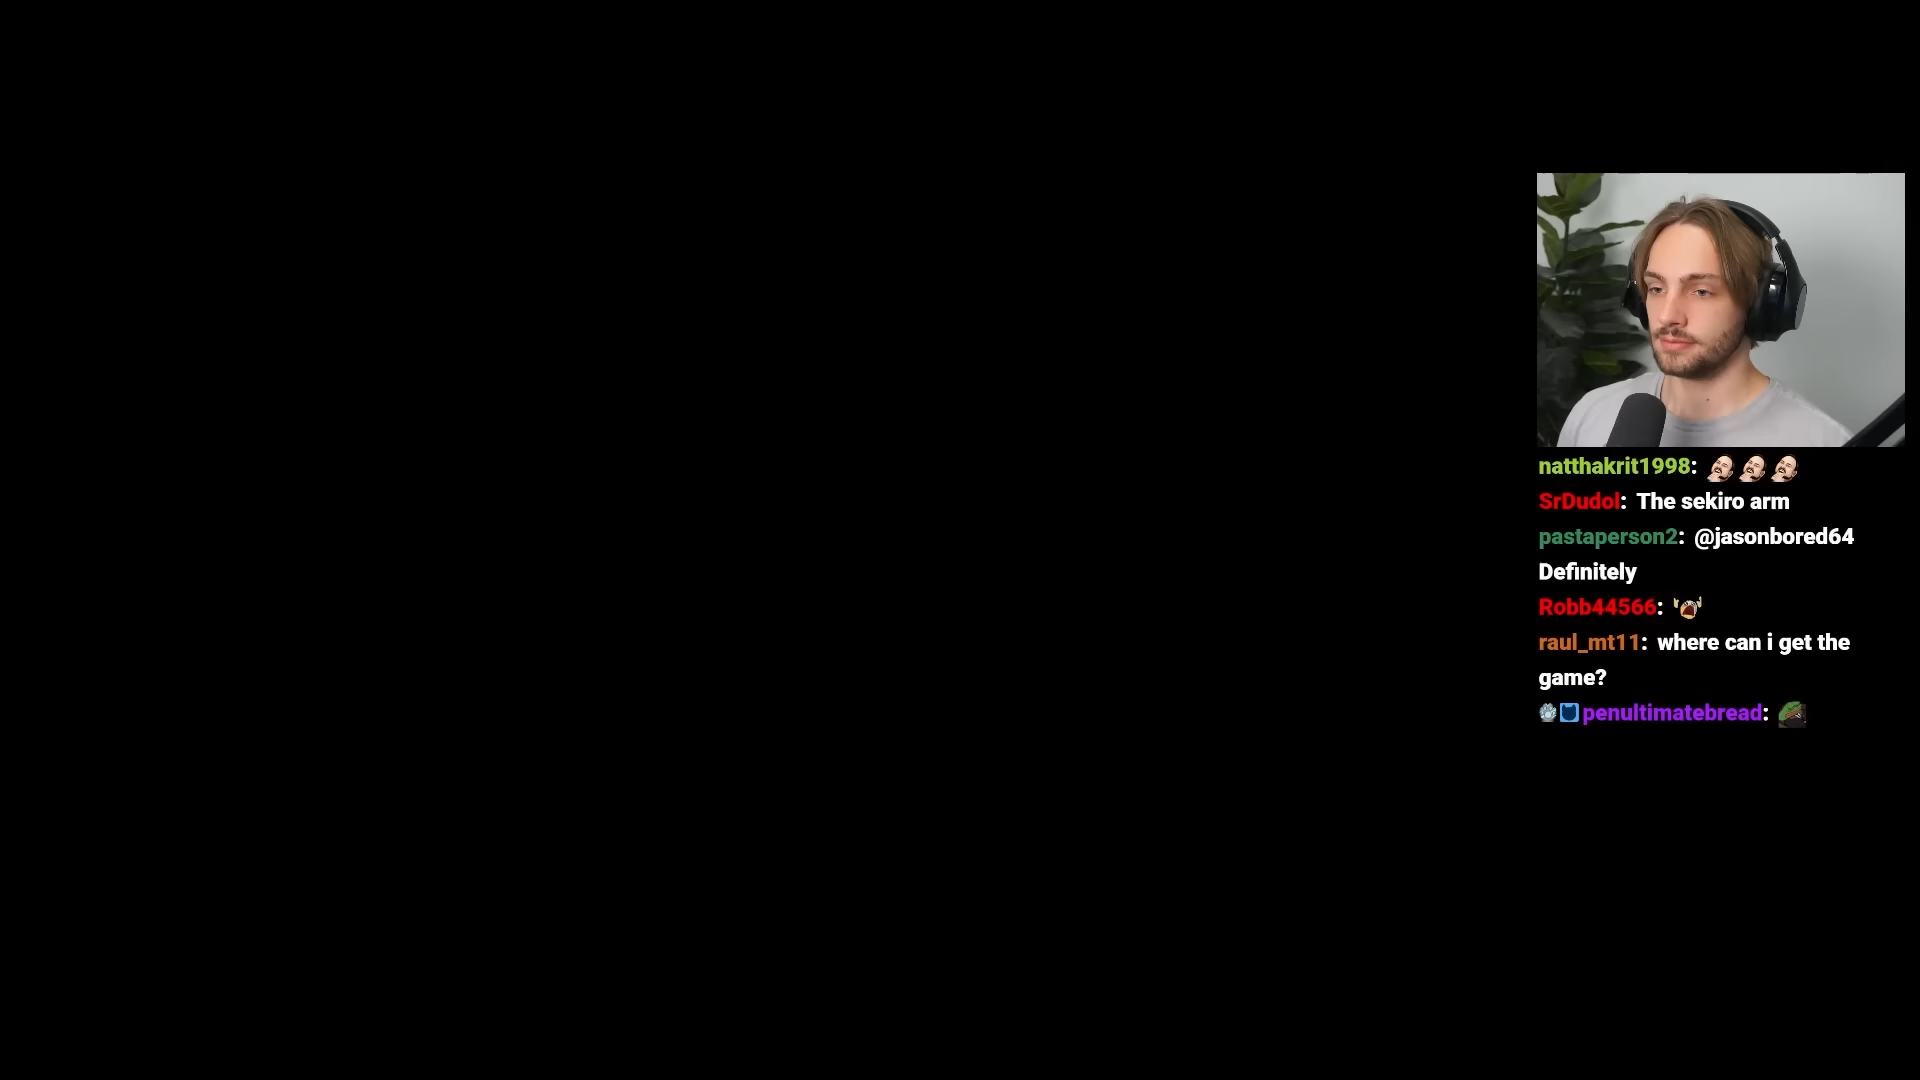 natthakrit1998:
SrDudol: The sekiro arm
pastaperson2: @jasonbored64
Definitely
Robb44566:
raul_mt11: where can i get the
game?
penultimatebread: